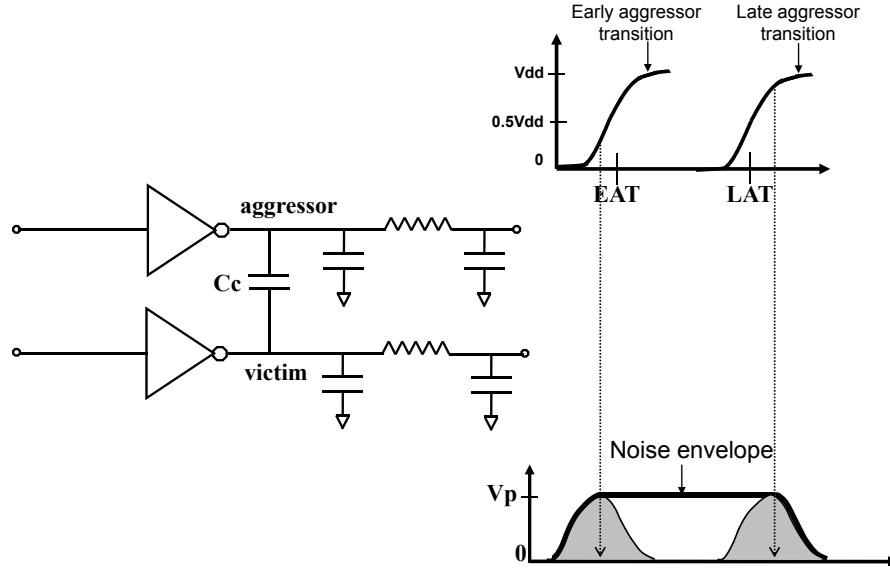 Early aggressor
transition
Late aggressor
transition
Vdd
0.5Vdd
0
EAT
LAT
aggressor
Cc
victim
Noise envelope
Vp
0